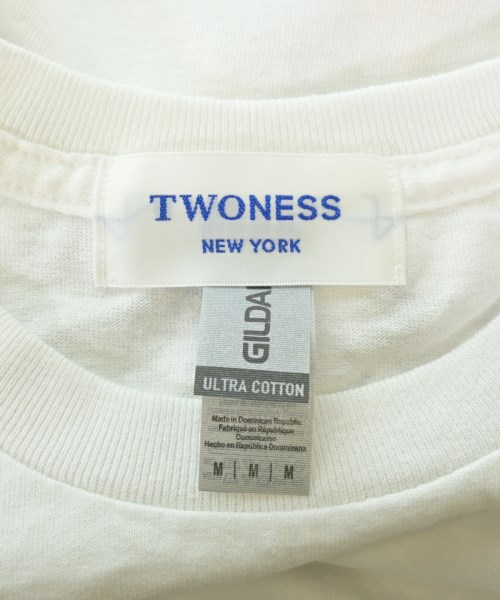 TWONESS
NEW YORK
GILDAN
ULTRA COTTON
Made in Dominican Republic
Fabriqué en République
Dominicaine
Hecho en República Dominicana
M | M | M